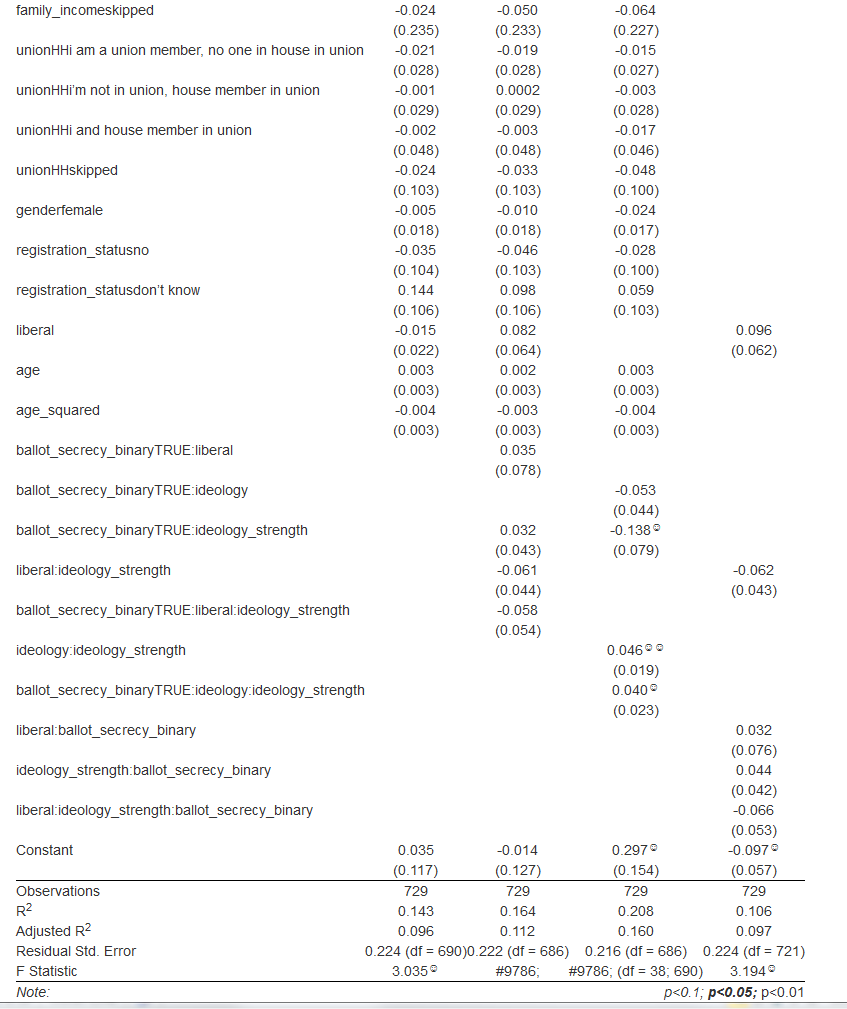 family_incomeskipped -0.024 -0.050 -0.064
(0.235) (0.233) (0.227)
unionHHi am a union member, no one in house in union -0.021 -0.019 -0.015
(0.028) (0.028) (0.027)
unionHHi'm not in union, house member in union -0.001 0.0002 -0.003
(0.029) (0.029) (0.028)
unionHHi and house member in union -0.002 -0.003 -0.017
(0.048) (0.048) (0.046)
unionHHskipped -0.024 -0.033 -0.048
(0.103) (0.103) (0.100)
genderfemale -0.005 -0.010 -0.024
(0.018) (0.018) (0.017)
registration_statusno -0.035 -0.046 -0.028
(0.104) (0.103) (0.100)
registration_statusdon't know 0.144 0.098 0.059
(0.106) (0.106) (0.103)
liberal -0.015 0.082 0.096
(0.022) (0.064) (0.062)
age 0.003 0.002 0.003
(0.003) (0.003) (0.003)
age_squared -0.004 -0.003 -0.004
(0.003) (0.003) (0.003)
ballot_secrecy_binaryTRUE:liberal 0.035
(0.078)
ballot_secrecy_binaryTRUE:ideology -0.053
(0.044)
ballot_secrecy_binaryTRUE:ideology_strength 0.032 -0.138☺
(0.043) (0.079)
liberal:ideology_strength -0.061 -0.062
(0.044) (0.043)
ballot_secrecy_binaryTRUE:liberal:ideology_strength -0.058
(0.054)
ideology:ideology_strength 0.046☺☺
(0.019)
ballot_secrecy_binaryTRUE:ideology:ideology_strength 0.040☺
(0.023)
liberal:ballot_secrecy_binary 0.032
(0.076)
ideology_strength:ballot_secrecy_binary 0.044
(0.042)
liberal:ideology_strength:ballot_secrecy_binary -0.066
(0.053)
Constant 0.035 -0.014 0.297☺ -0.097☺
(0.117) (0.127) (0.154) (0.057)
Observations 729 729 729 729
R2 0.143 0.164 0.208 0.106
Adjusted R2 0.096 0.112 0.160 0.097
Residual Std. Error 0.224 (df = 690)0.222 (df = 686) 0.216 (df = 686) 0.224 (df = 721)
F Statistic 3.035☺ #9786; #9786; (df = 38; 690) 3.194☺
Note: p<0.1; p<0.05; p<0.01